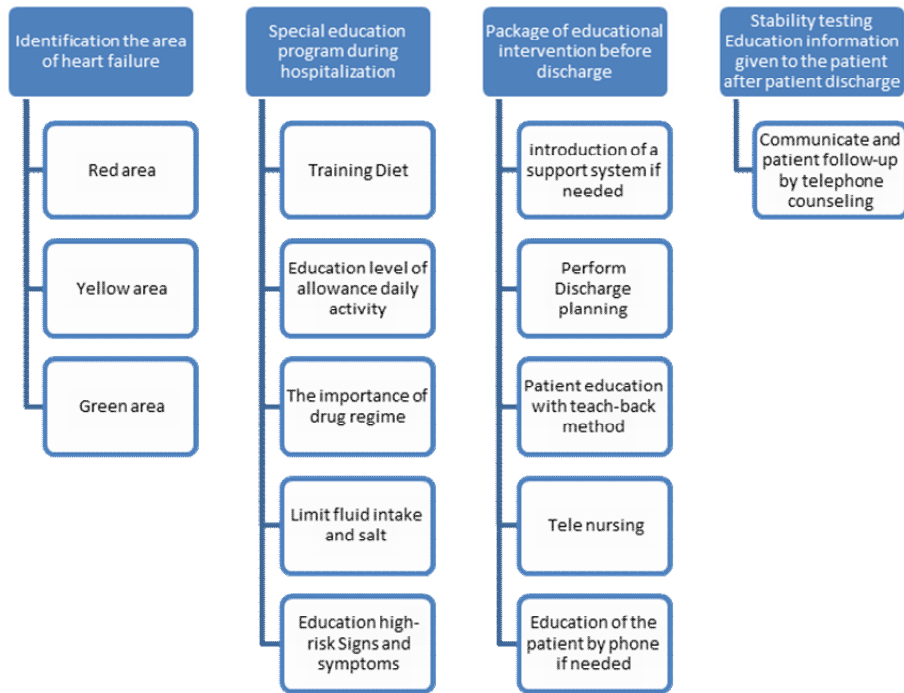 Identification the area
of heart failure
Red area
Yellow area
Green area
Special education
program during
hospitalization
Training Diet
Education level of
allowance daily
activity
The importance of
drug regime
Limit fluid intake
and salt
Education high-
risk Signs and
symptoms
Package of educational
intervention before
discharge
introduction of a
support system if
needed
Perform
Discharge
planning
Patient education
with teach-back
method
Tele nursing
Education of the
patient by phone
if needed
Stability testing
Education information
given to the patient
after patient discharge
Communicate and
patient follow-up
by telephone
counseling